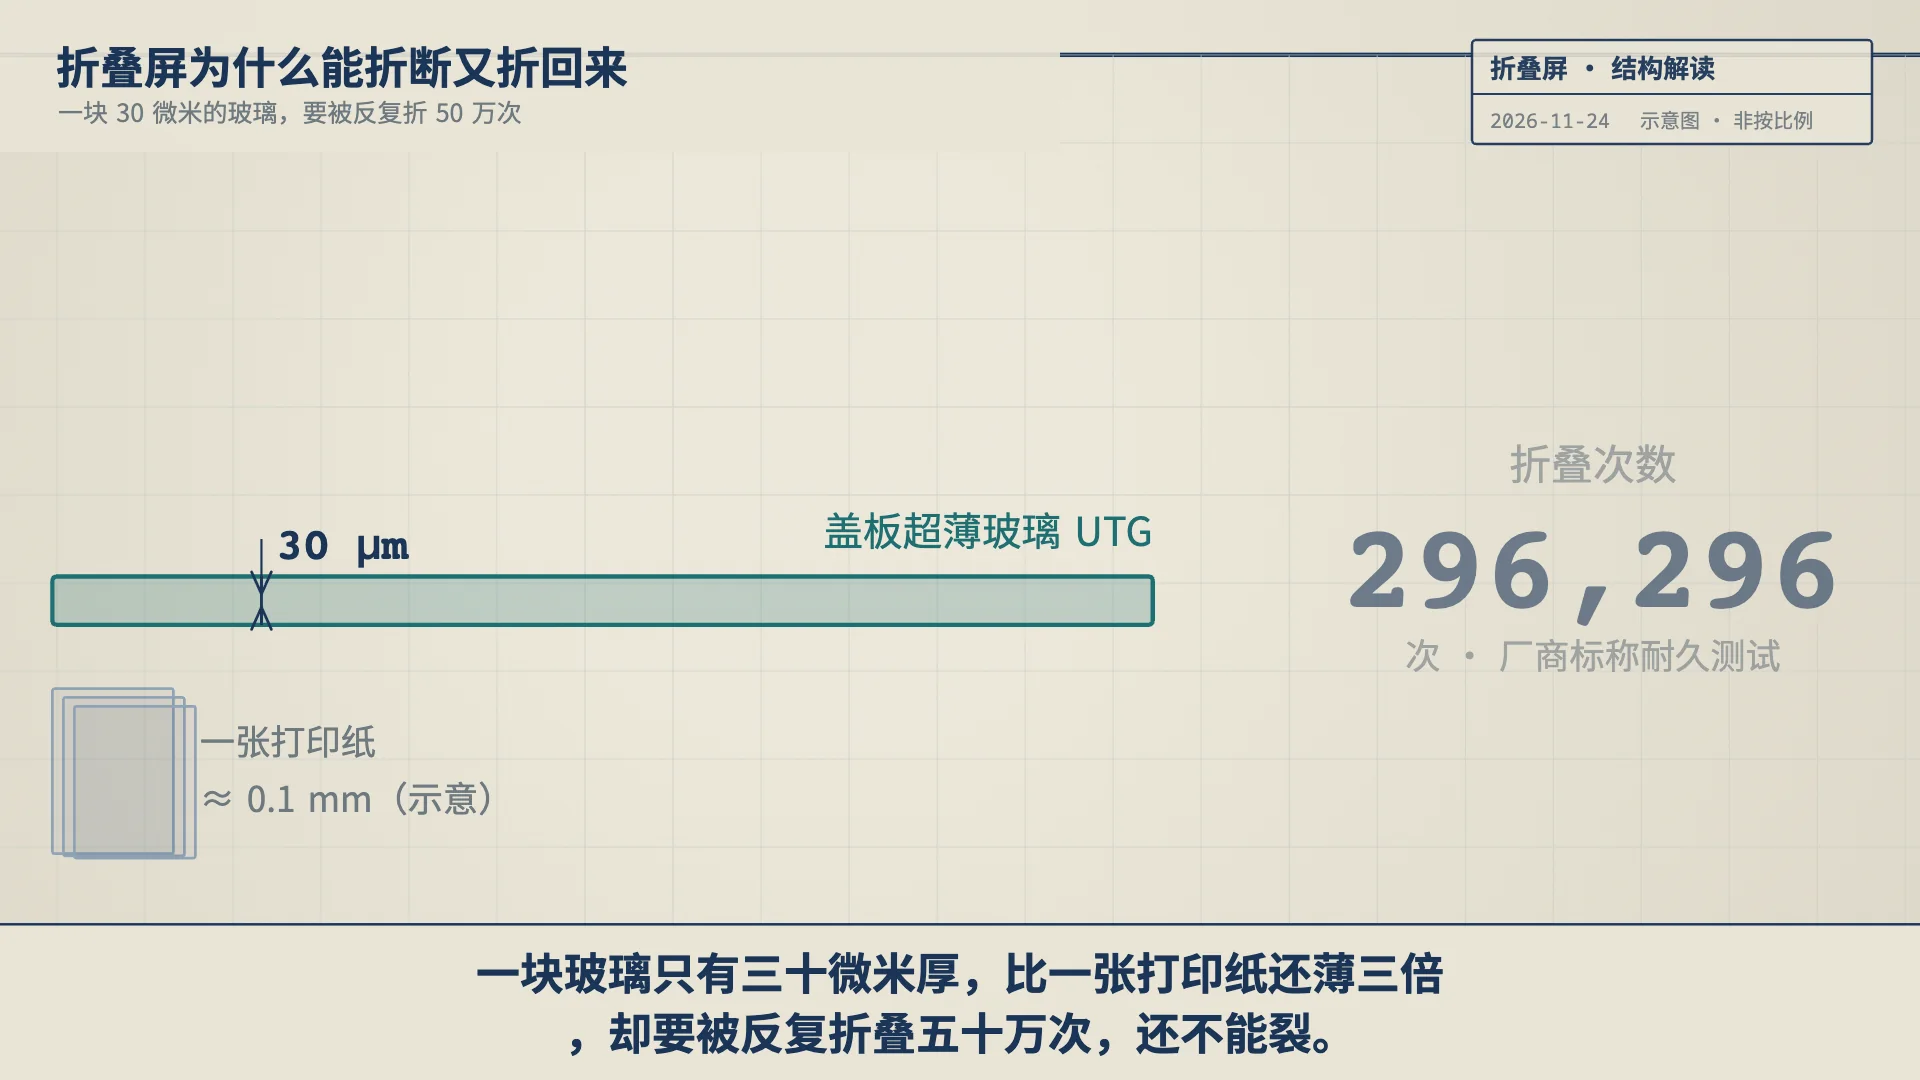 折叠屏为什么能折断又折回来
一块 30 微米的玻璃，要被反复折 50 万次
折叠屏 · 结构解读
2026-11-24 示意图 · 非按比例
折叠次数
296,296
次 · 厂商标称耐久测试
30 μm
盖板超薄玻璃 UTG
一张打印纸
≈ 0.1 mm（示意）
一块玻璃只有三十微米厚，比一张打印纸还薄三倍
，却要被反复折叠五十万次，还不能裂。